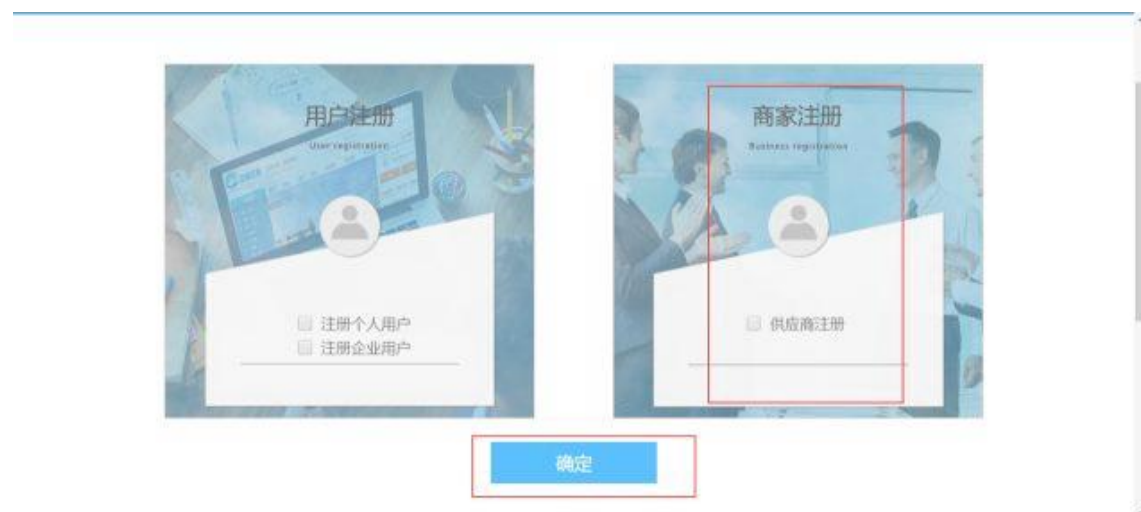 用户注册
User registration
注册个人用户
注册企业用户
商家注册
Business registration
供应商注册
确定